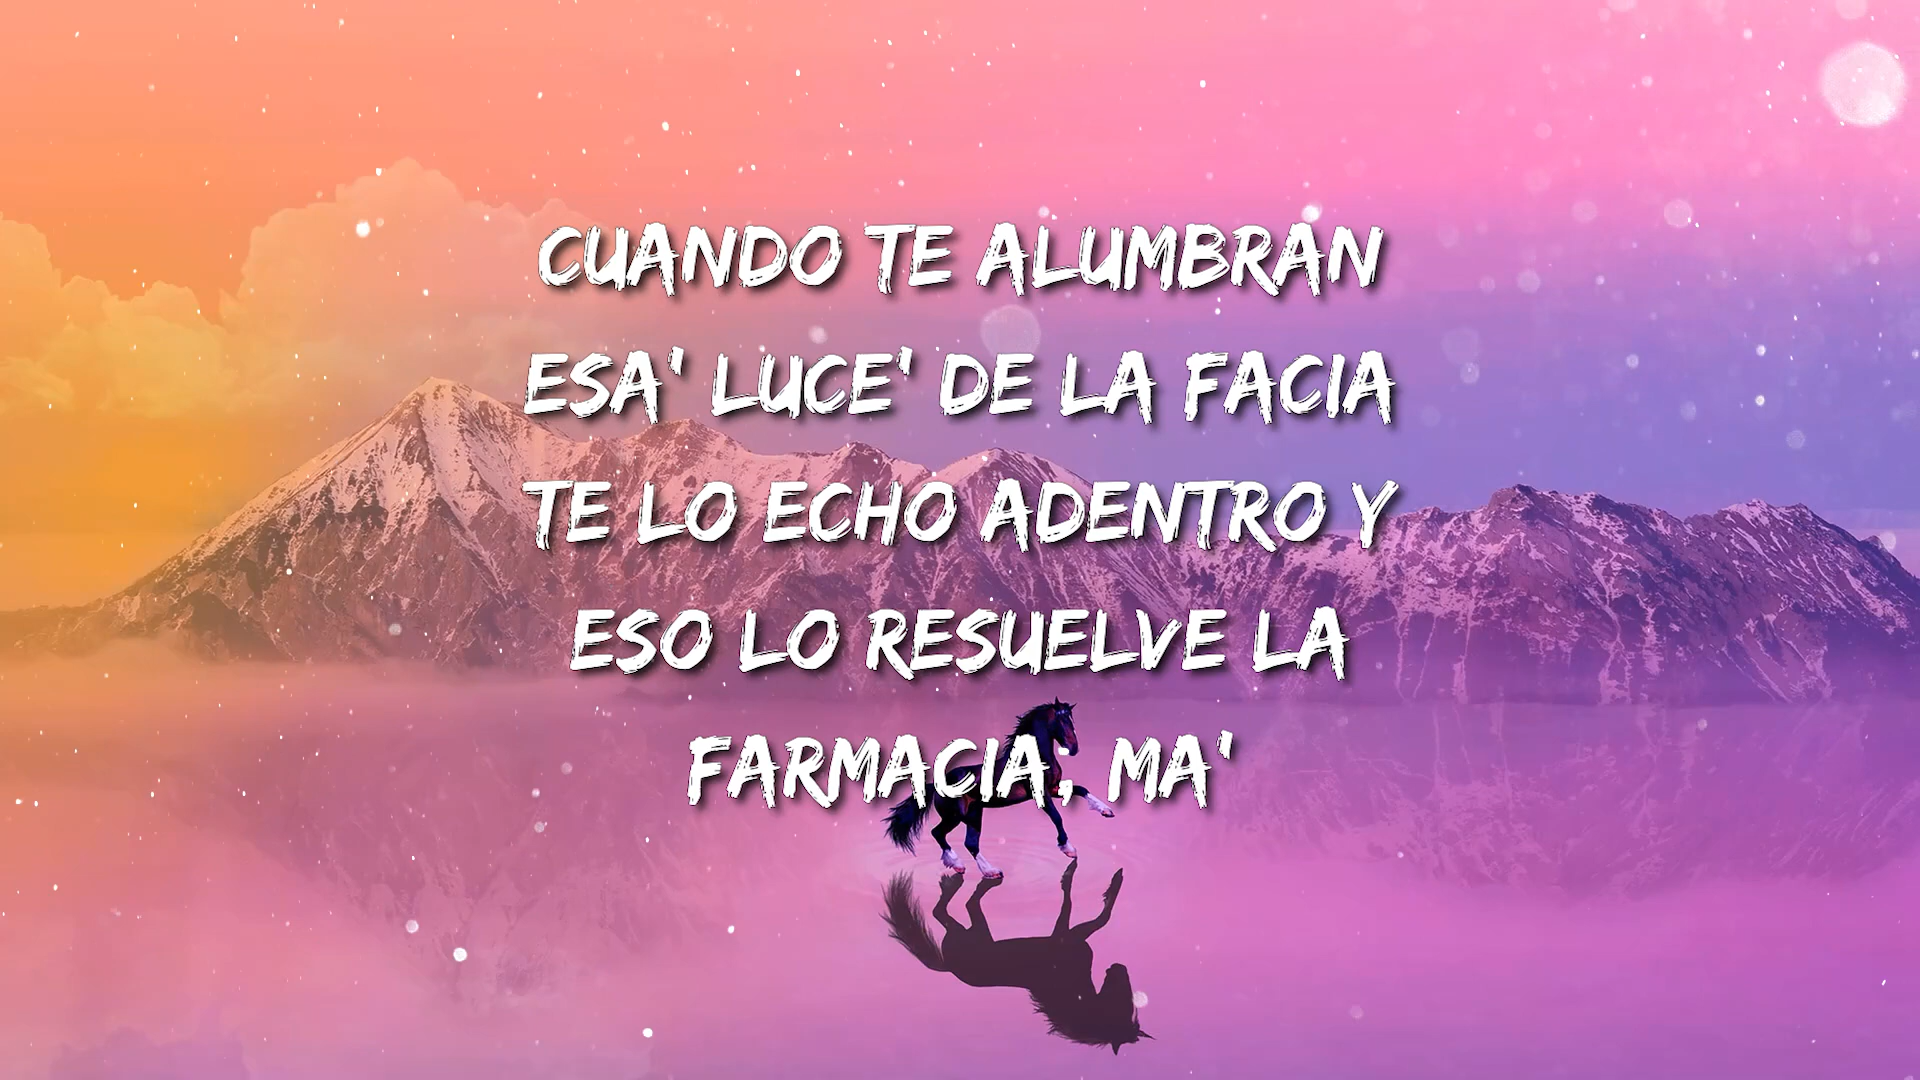 CUANDO TE ALUMBRAN
ESA' LUCE' DE LA FACIA
TE LO ECHO ADENTRO Y
ESO LO RESUELVE LA
FARMACIA; MA'